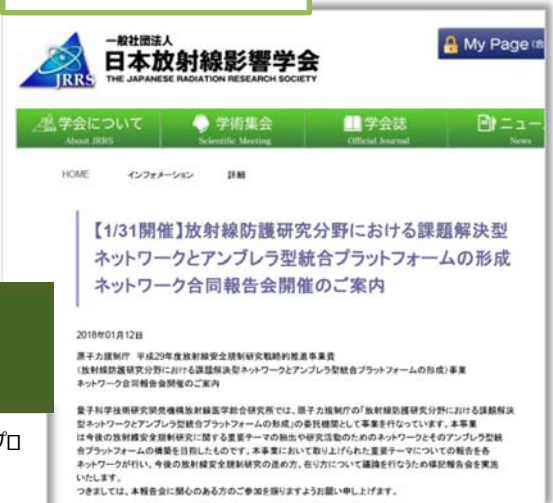 一般社団法人
日本放射線影響学会
JRRS THE JAPANESE RADIATION RESEARCH SOCIETY
My Page
学会について
About JRRS
学術集会
Scientific Meeting
学会誌
Official Journal
ニュー
News
HOME インフォメーション 詳細
【1/31開催】放射線防護研究分野における課題解決型
ネットワークとアンブレラ型統合プラットフォームの形成
ネットワーク合同報告会開催のご案内
2018年01月12日
原子力規制庁 平成29年度放射線安全規制研究戦略的推進事業費
（放射線防護研究分野における課題解決型ネットワークとアンブレラ型統合プラットフォームの形成）事業
ネットワーク合同報告会開催のご案内
量子科学技術研究開発機構放射線医学総合研究所では、原子力規制庁の「放射線防護研究分野における課題解決
型ネットワークとアンブレラ型統合プラットフォームの形成」の委託機関として事業を行なっています。本事業
は今後の放射線安全規制研究に関する重要テーマの抽出や研究活動のためのネットワークとそのアンブレラ型統
合プラットフォームの構築を目指したものです。本事業において取り上げられた重要テーマについての報告を各
ネットワークが行い、今後の放射線安全規制研究の進め方、在り方について議論を行なうため標記報告会を実施
いたします。
つきましては、本報告会に関心のある方のご参加を賜りますようお願い申し上げます。
プロ